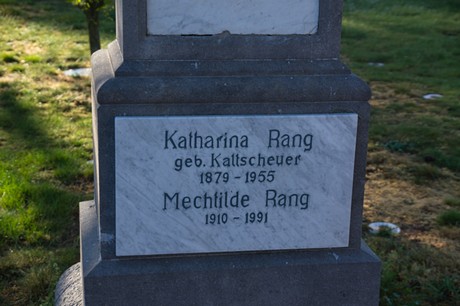 Katharina Rang
geb. Kaltscheuer
1879 - 1955
Mechtilde Rang
1910 - 1991